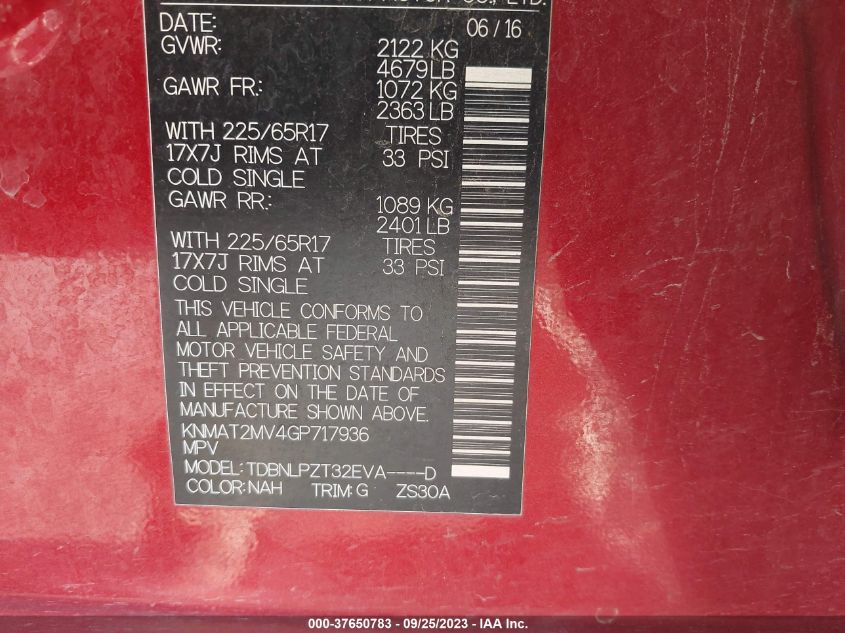 MOTOR CO., LTD.
DATE: 06 / 16
GVWR: 2122 KG
4679 LB
GAWR FR: 1072 KG
2363 LB
WITH 225/65R17 TIRES
17X7J RIMS AT 33 PSI
COLD SINGLE
GAWR RR: 1089 KG
2401 LB
WITH 225/65R17 TIRES
17X7J RIMS AT 33 PSI
COLD SINGLE
THIS VEHICLE CONFORMS TO
ALL APPLICABLE FEDERAL
MOTOR VEHICLE SAFETY AND
THEFT PREVENTION STANDARDS
IN EFFECT ON THE DATE OF
MANUFACTURE SHOWN ABOVE.
KNMAT2MV4GP717936
MPV
MODEL: TDBNLPZT32EVA----D
COLOR: NAH TRIM: G ZS30A
000-37650783 - 09/25/2023 - IAA Inc.